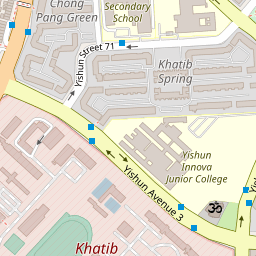 Chong
Pang Green
Secondary
School
Yishun Street 71
Khatib
Spring
Yishun
Innova
Junior College
Yishun Avenue 3
Khatib